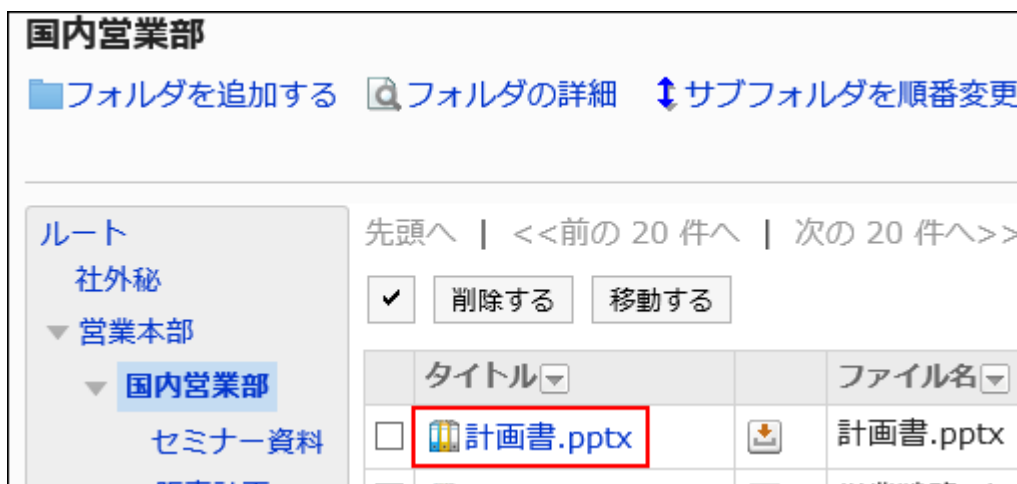 国内営業部
フォルダを追加する フォルダの詳細 サブフォルダを順番変更
ルート
社外秘
営業本部
国内営業部
セミナー資料
先頭へ | <<前の 20 件へ | 次の 20 件へ>>
削除する 移動する
タイトル ファイル名
計画書.pptx 計画書.pptx